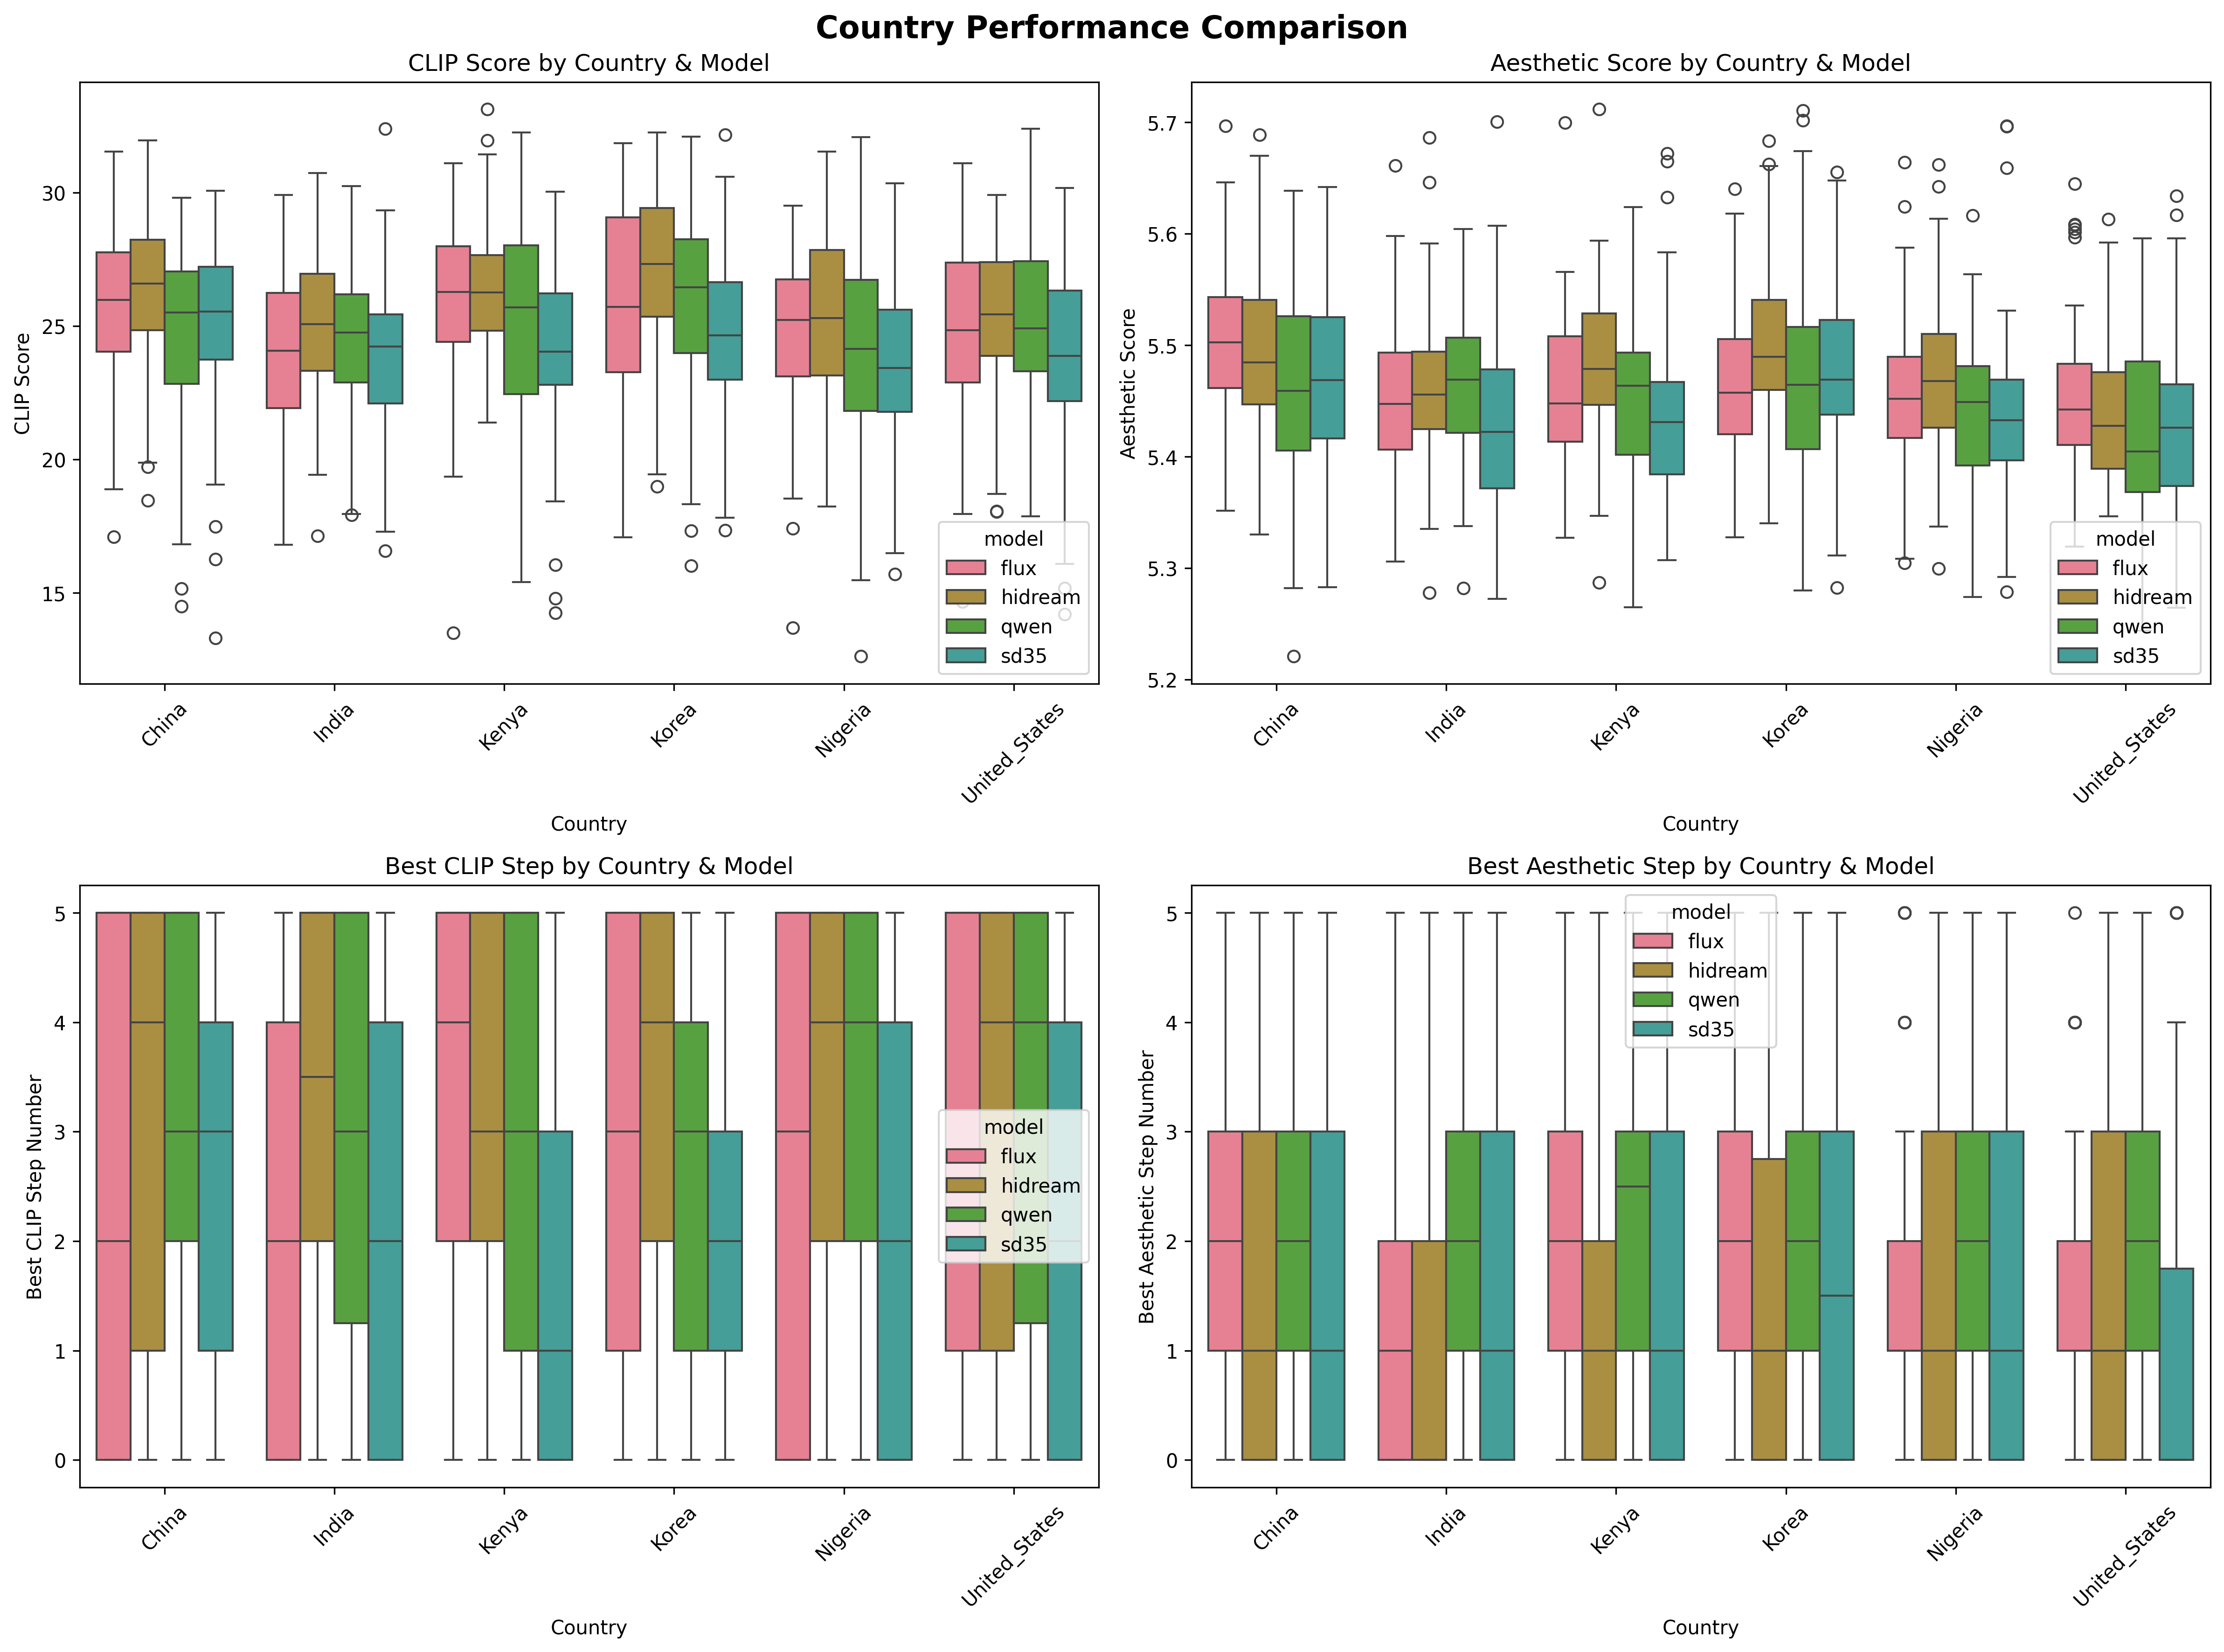 Country Performance Comparison
CLIP Score by Country & Model
CLIP Score
30
25
20
15
China
India
Kenya
Korea
Nigeria
United_States
Country
model
flux
hidream
qwen
sd35
Aesthetic Score by Country & Model
Aesthetic Score
5.7
5.6
5.5
5.4
5.3
5.2
China
India
Kenya
Korea
Nigeria
United_States
Country
model
flux
hidream
qwen
sd35
Best CLIP Step by Country & Model
Best CLIP Step Number
5
4
3
2
1
0
China
India
Kenya
Korea
Nigeria
United_States
Country
model
flux
hidream
qwen
sd35
Best Aesthetic Step by Country & Model
Best Aesthetic Step Number
5
4
3
2
1
0
China
India
Kenya
Korea
Nigeria
United_States
Country
model
flux
hidream
qwen
sd35